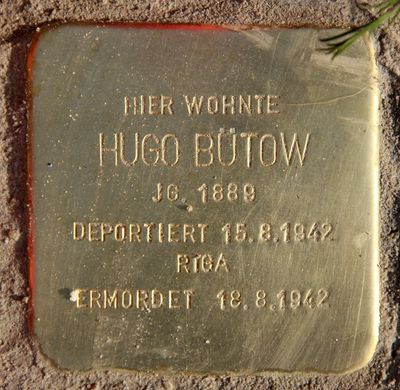 HIER WOHNTE
HUGO BÜTOW
JG. 1889
DEPORTIERT 15.8.1942
RIGA
ERMORDET 18.8.1942